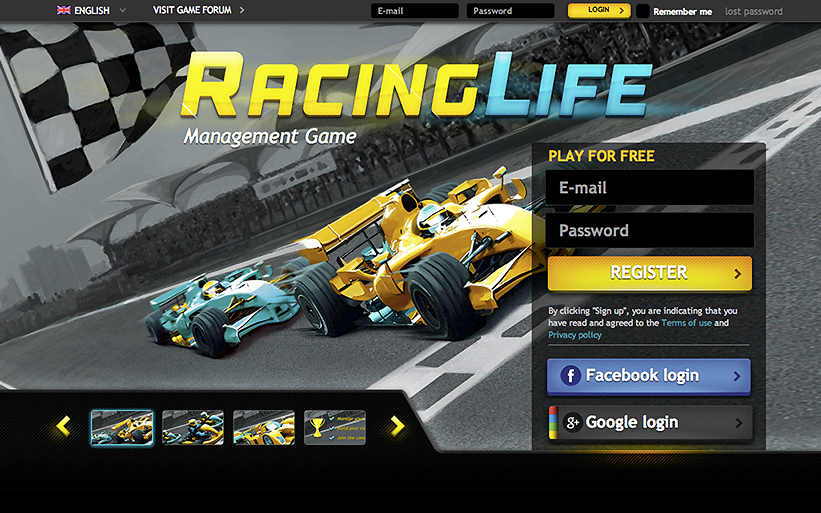 ENGLISH
VISIT GAME FORUM
E-mail
Password
LOGIN
Remember me
lost password
RACINGLIFE
Management Game
PLAY FOR FREE
E-mail
Password
REGISTER
By clicking "Sign up", you are indicating that you
have read and agreed to the Terms of use and
Privacy policy
f Facebook login
g+ Google login